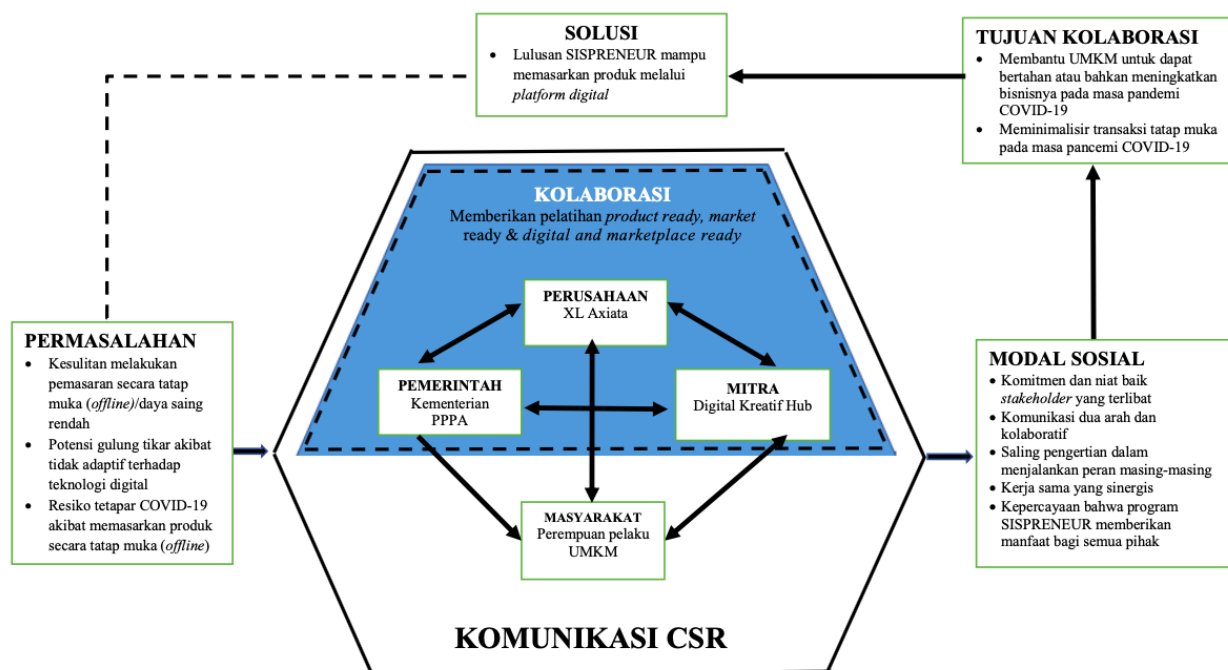 SOLUSI
• Lulusan SISPRENEUR mampu
memasarkan produk melalui
platform digital
TUJUAN KOLABORASI
• Membantu UMKM untuk dapat
bertahan atau bahkan meningkatkan
bisnisnya pada masa pandemi
COVID-19
• Meminimalisir transaksi tatap muka
pada masa pancemi COVID-19
KOLABORASI
Memberikan pelatihan product ready, market
ready & digital and marketplace ready
PERUSAHAAN
XL Axiata
PEMERINTAH
Kementerian
PPPA
MITRA
Digital Kreatif Hub
MASYARAKAT
Perempuan pelaku
UMKM
PERMASALAHAN
• Kesulitan melakukan
pemasaran secara tatap
muka (offline)/daya saing
rendah
• Potensi gulung tikar akibat
tidak adaptif terhadap
teknologi digital
• Resiko tetapar COVID-19
akibat memasarkan produk
secara tatap muka (offline)
MODAL SOSIAL
• Komitmen dan niat baik
stakeholder yang terlibat
• Komunikasi dua arah dan
kolaboratif
• Saling pengertian dalam
menjalankan peran masing-masing
• Kerja sama yang sinergis
• Kepercayaan bahwa program
SISPRENEUR memberikan
manfaat bagi semua pihak
KOMUNIKASI CSR